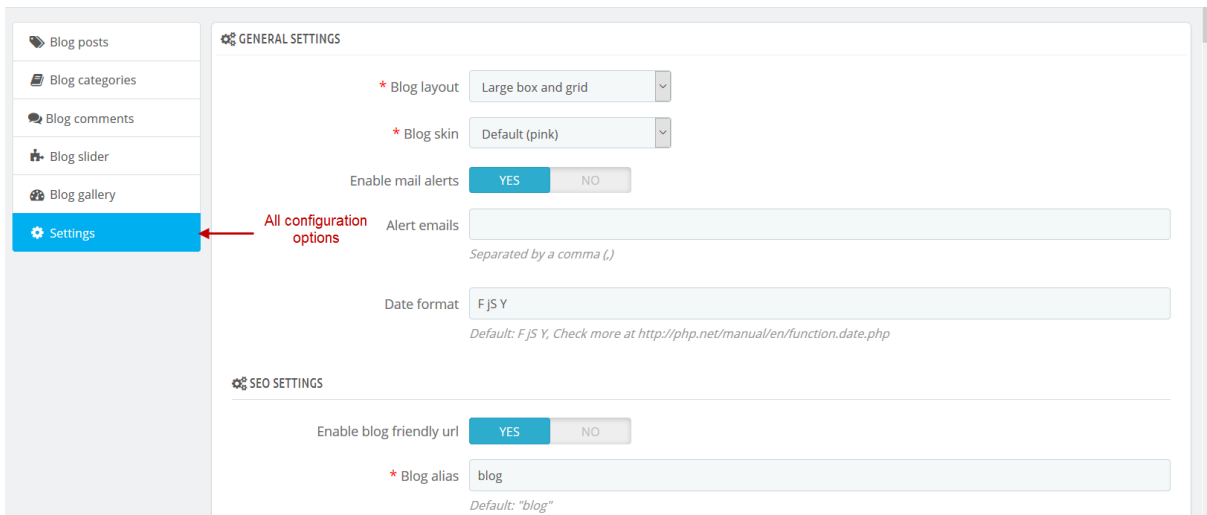 Blog posts
Blog categories
Blog comments
Blog slider
Blog gallery
Settings
All configuration
options
GENERAL SETTINGS
* Blog layout Large box and grid
* Blog skin Default (pink)
Enable mail alerts YES NO
Alert emails
Separated by a comma (,)
Date format F jS Y
Default: F jS Y, Check more at http://php.net/manual/en/function.date.php
SEO SETTINGS
Enable blog friendly url YES NO
* Blog alias blog
Default: "blog"